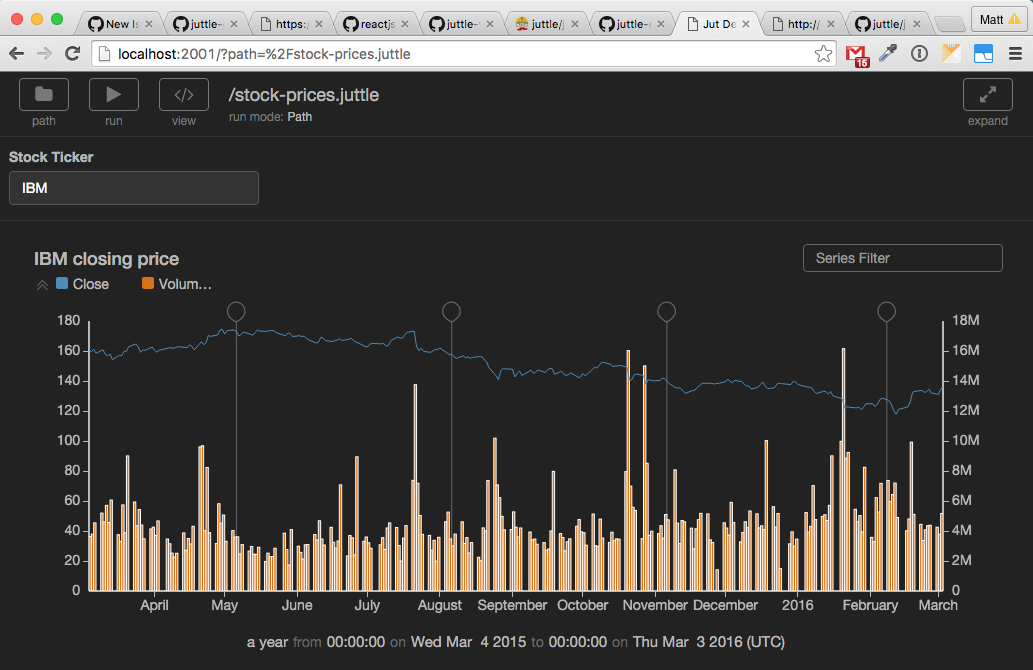 New Is juttle- https: reactjs juttle- juttle/j juttle- Jut De http:/ juttle/j Matt
localhost:2001/?path=%2Fstock-prices.juttle
15
/stock-prices.juttle
run mode: Path
path run view expand
Stock Ticker
IBM
IBM closing price
Series Filter
Close Volum...
180 18M
160 16M
140 14M
120 12M
100 10M
80 8M
60 6M
40 4M
20 2M
0 0
April May June July August September October November December 2016 February March
a year from 00:00:00 on Wed Mar 4 2015 to 00:00:00 on Thu Mar 3 2016 (UTC)